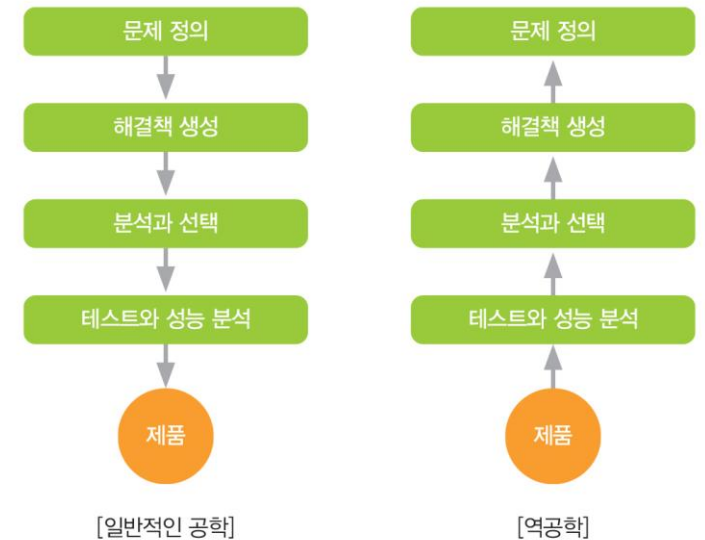 문제 정의
해결책 생성
분석과 선택
테스트와 성능 분석
제품
[일반적인 공학]
문제 정의
해결책 생성
분석과 선택
테스트와 성능 분석
제품
[역공학]